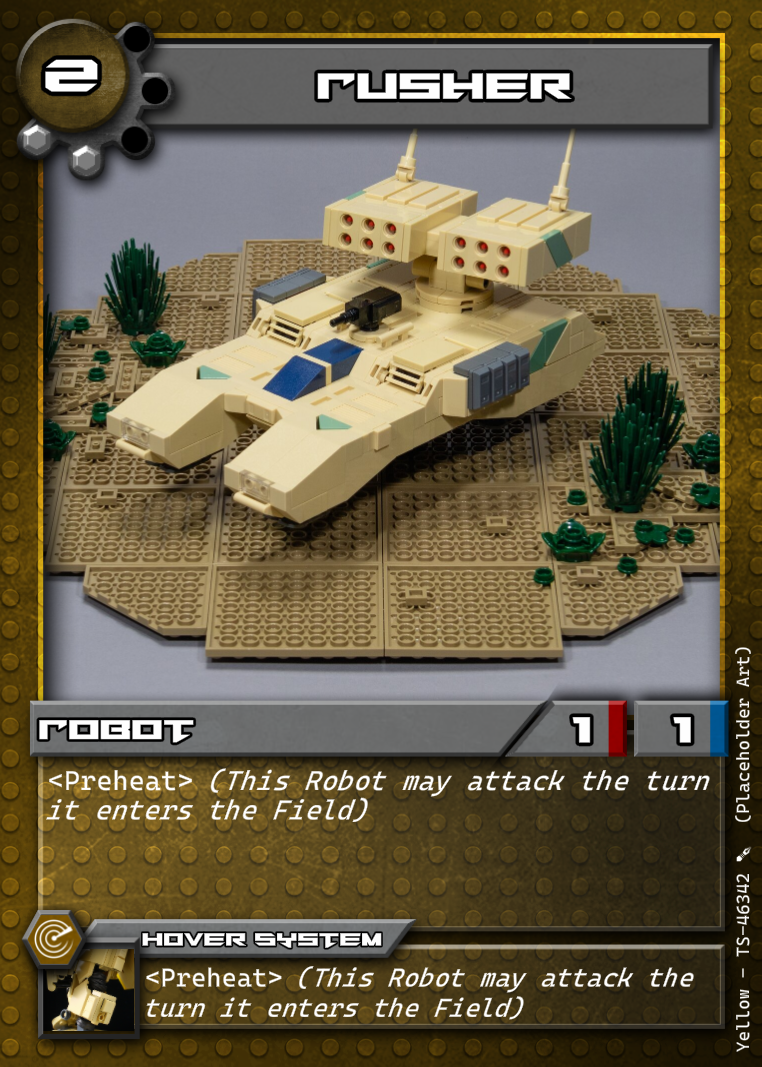 2
RUSHER
ROBOT
1
1
<Preheat> (This Robot may attack the turn
it enters the Field)
HOVER SYSTEM
<Preheat> (This Robot may attack the
turn it enters the Field)
Yellow - TS-46342 ✒ (Placeholder Art)